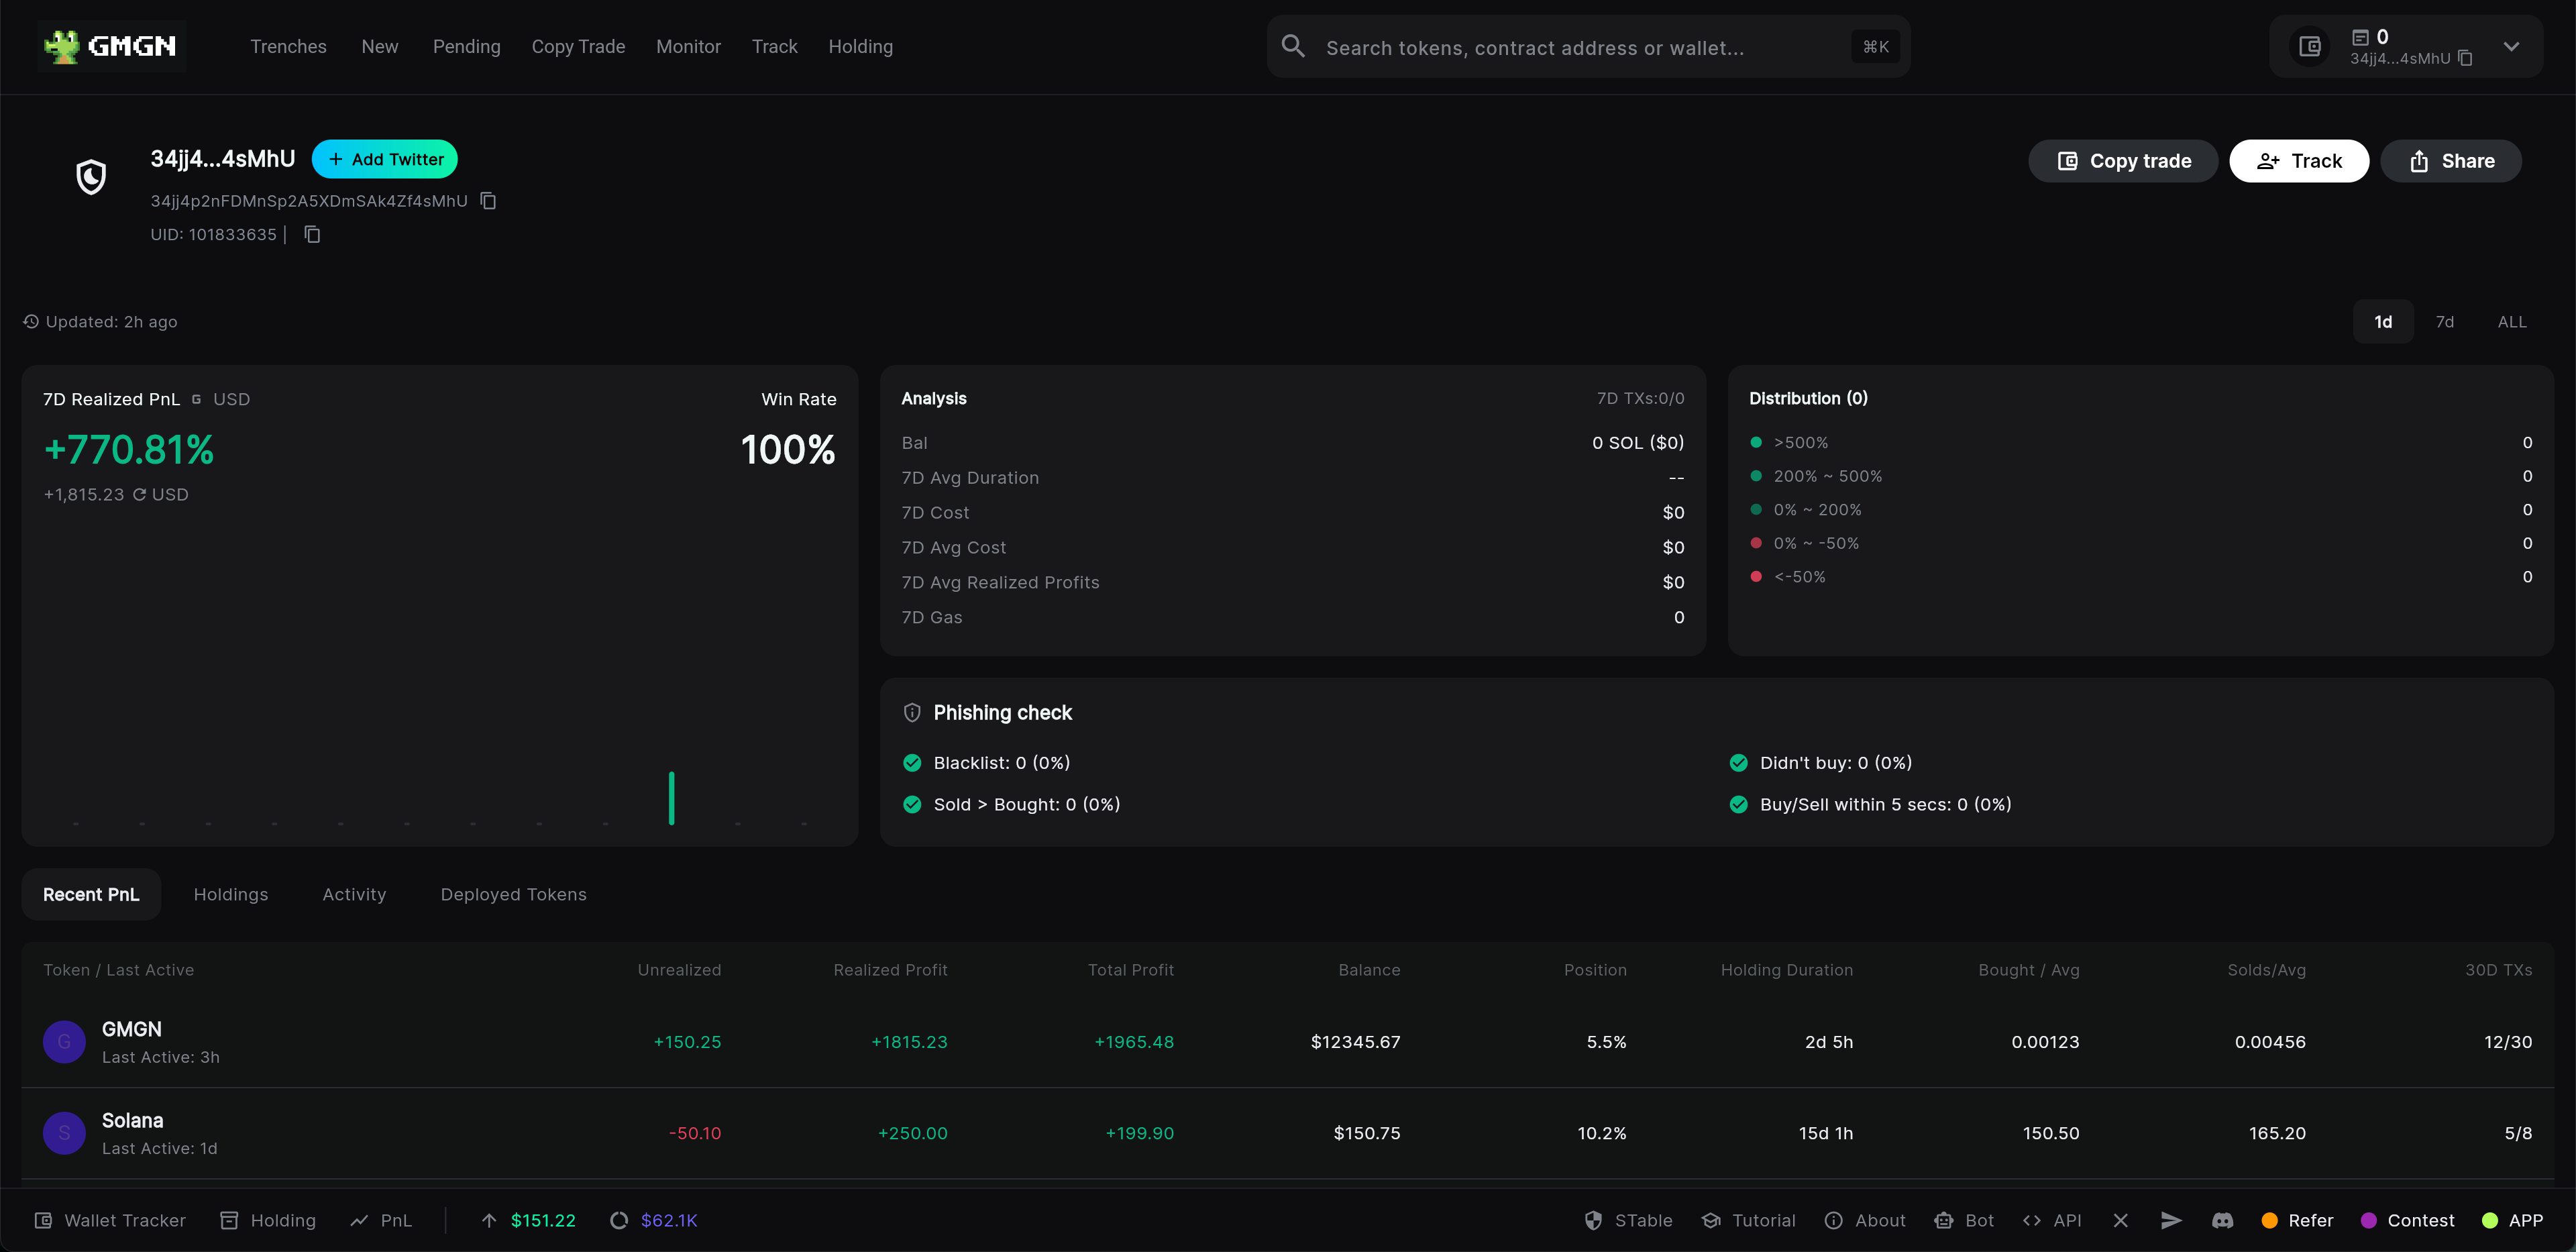 GMGN Trenches New Pending Copy Trade Monitor Track Holding Search tokens, contract address or wallet... ⌘K 0
34jj4...4sMhU
34jj4...4sMhU + Add Twitter Copy trade Track Share
34jj4p2nFDMnSp2A5XDmSAk4Zf4sMhU
UID: 101833635 |
Updated: 2h ago 1d 7d ALL
7D Realized PnL G USD Win Rate
+770.81% 100%
+1,815.23 USD
Analysis 7D TXs:0/0
Bal 0 SOL ($0)
7D Avg Duration --
7D Cost $0
7D Avg Cost $0
7D Avg Realized Profits $0
7D Gas 0
Distribution (0)
>500% 0
200% ~ 500% 0
0% ~ 200% 0
0% ~ -50% 0
<-50% 0
Phishing check
Blacklist: 0 (0%) Didn't buy: 0 (0%)
Sold > Bought: 0 (0%) Buy/Sell within 5 secs: 0 (0%)
Recent PnL Holdings Activity Deployed Tokens
Token / Last Active Unrealized Realized Profit Total Profit Balance Position Holding Duration Bought / Avg Solds/Avg 30D TXs
G GMGN +150.25 +1815.23 +1965.48 $12345.67 5.5% 2d 5h 0.00123 0.00456 12/30
Last Active: 3h
S Solana -50.10 +250.00 +199.90 $150.75 10.2% 15d 1h 150.50 165.20 5/8
Last Active: 1d
Wallet Tracker Holding PnL $151.22 $62.1K STable Tutorial About Bot API Refer Contest APP